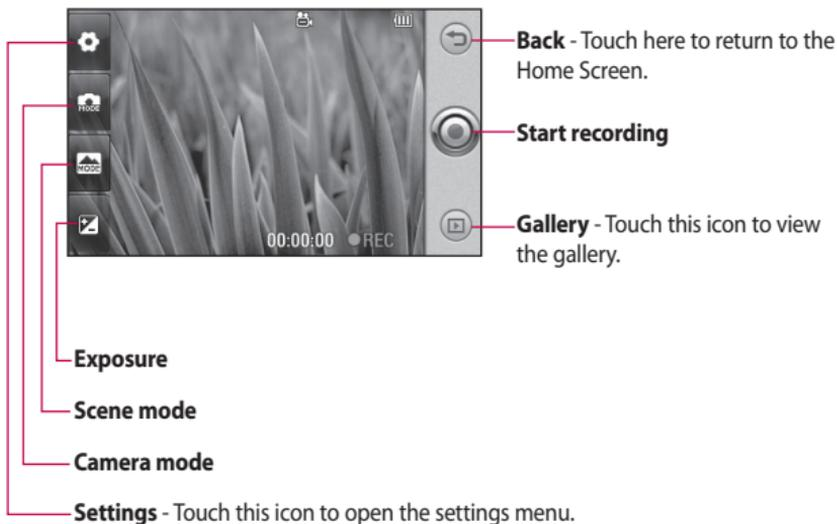 MODE
MODE
00:00:00 REC
Back - Touch here to return to the
Home Screen.
Start recording
Gallery - Touch this icon to view
the gallery.
Exposure
Scene mode
Camera mode
Settings - Touch this icon to open the settings menu.